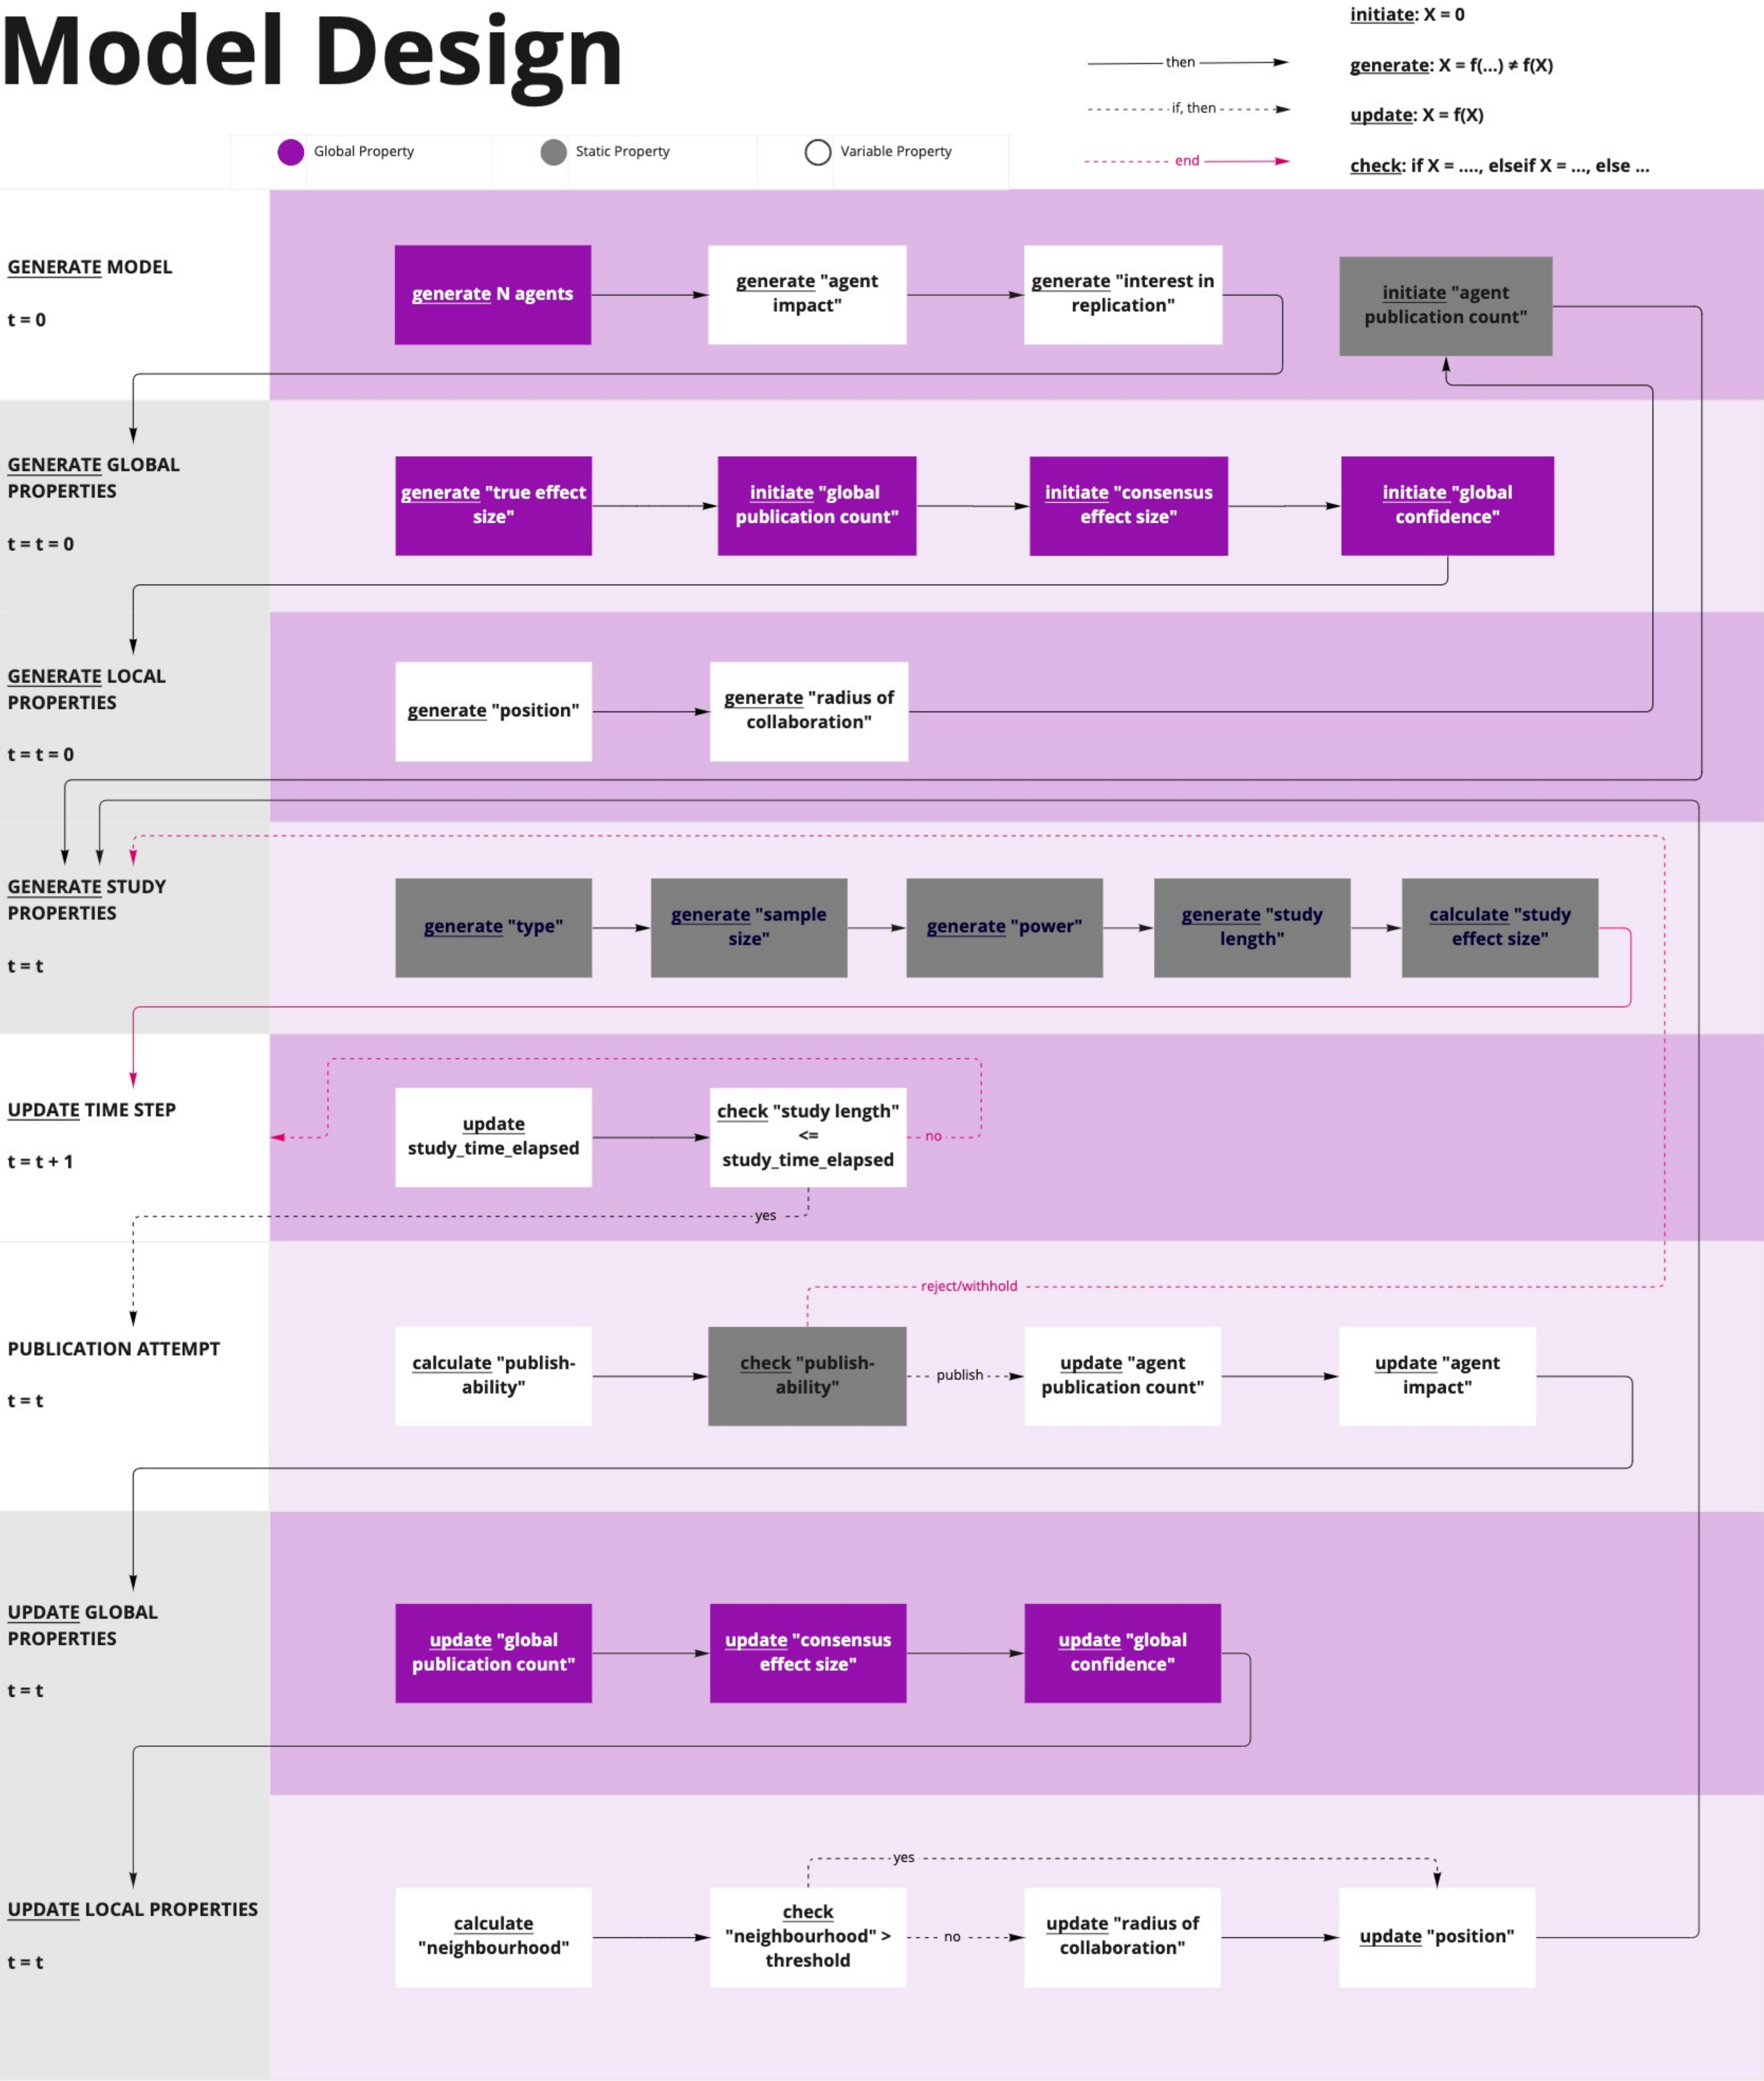 Model Design
then
if, then
end
initiate: X = 0
generate: X = f(...) ≠ f(X)
update: X = f(X)
check: if X = ...., elseif X = ..., else ...
Global Property
Static Property
Variable Property
GENERATE MODEL
t = 0
generate N agents
generate "agent
impact"
generate "interest in
replication"
initiate "agent
publication count"
GENERATE GLOBAL
PROPERTIES
t = t = 0
generate "true effect
size"
initiate "global
publication count"
initiate "consensus
effect size"
initiate "global
confidence"
GENERATE LOCAL
PROPERTIES
t = t = 0
generate "position"
generate "radius of
collaboration"
GENERATE STUDY
PROPERTIES
t = t
generate "type"
generate "sample
size"
generate "power"
generate "study
length"
calculate "study
effect size"
UPDATE TIME STEP
t = t + 1
update
study_time_elapsed
check "study length"
<=
study_time_elapsed
no
yes
PUBLICATION ATTEMPT
t = t
reject/withhold
calculate "publish-
ability"
check "publish-
ability"
publish
update "agent
publication count"
update "agent
impact"
UPDATE GLOBAL
PROPERTIES
t = t
update "global
publication count"
update "consensus
effect size"
update "global
confidence"
UPDATE LOCAL PROPERTIES
t = t
yes
calculate
"neighbourhood"
check
"neighbourhood" >
threshold
no
update "radius of
collaboration"
update "position"